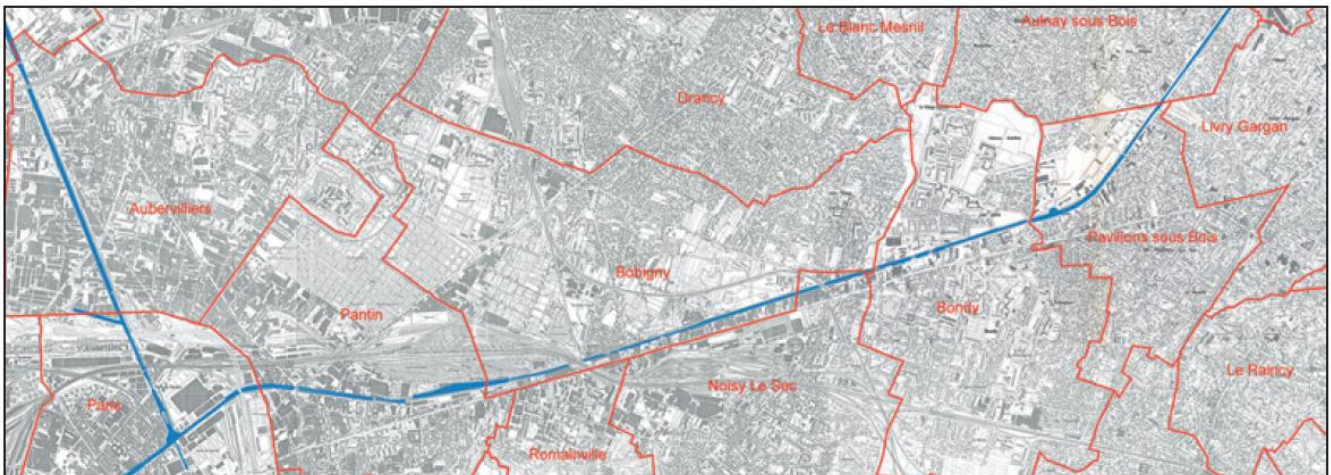 Le Blanc Mesnil
Aulnay sous Bois
Drancy
Livry Gargan
Aubervilliers
Pavillons sous Bois
Bobigny
Pantin
Bondy
Le Raincy
Noisy Le Sec
Paris
Romainville